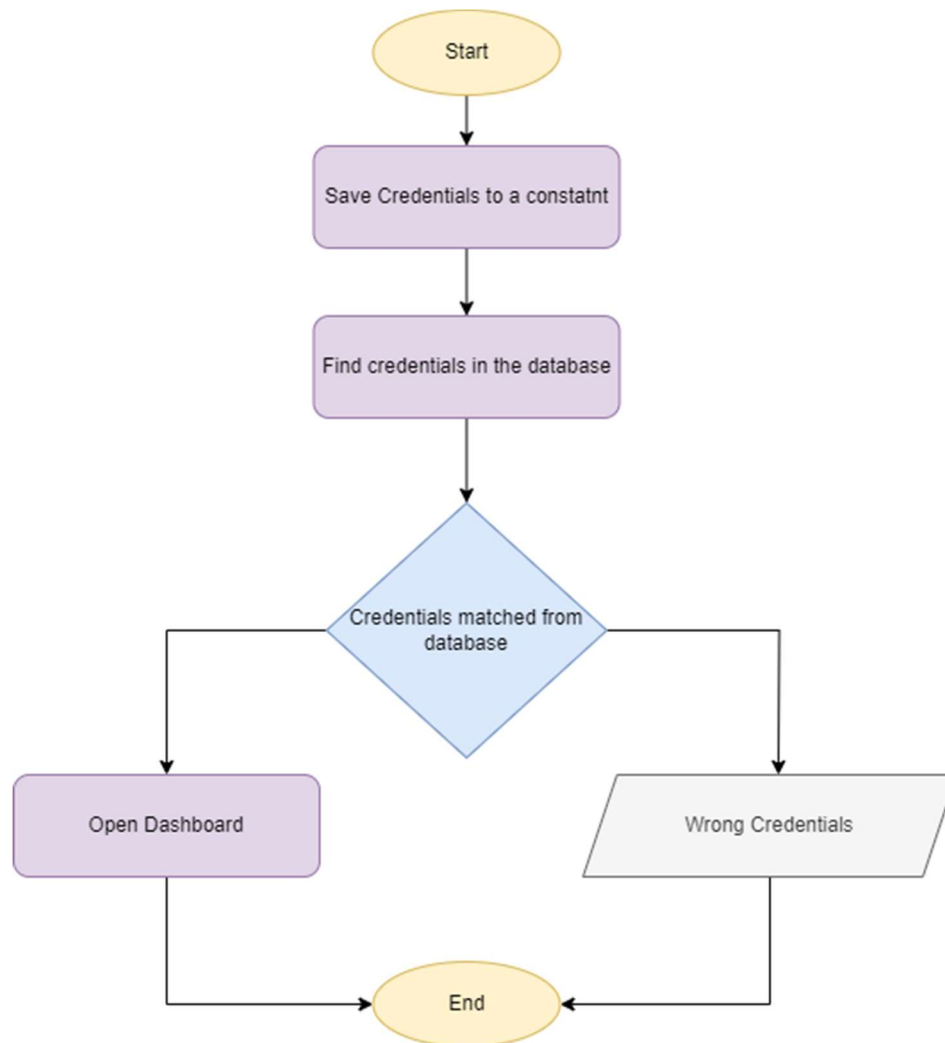 Start
Save Credentials to a constatnt
Find credentials in the database
Credentials matched from
database
Open Dashboard
Wrong Credentials
End